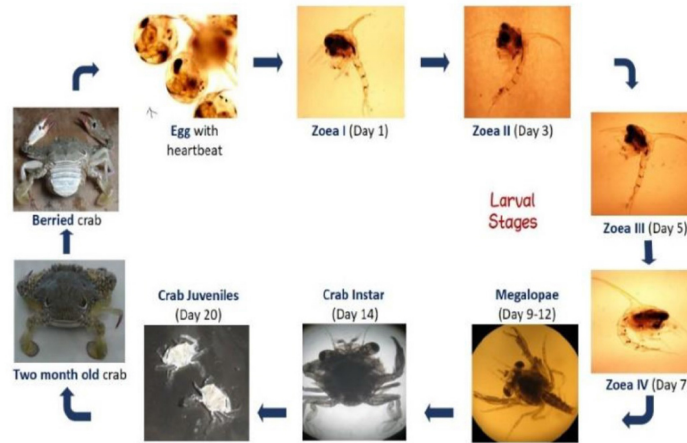 Egg with
heartbeat
Zoea I (Day 1)
Zoea II (Day 3)
Zoea III (Day 5)
Zoea IV (Day 7
Megalopae
(Day 9-12)
Crab Instar
(Day 14)
Crab Juveniles
(Day 20)
Two month old crab
Berried crab
Larval
Stages